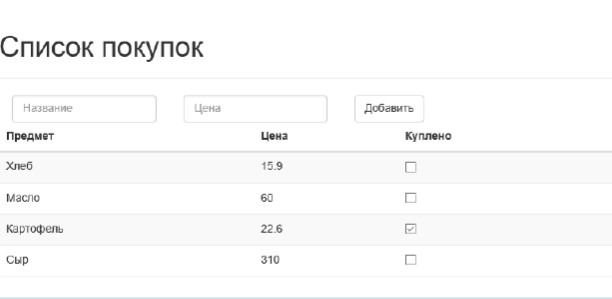 Список покупок
Название Цена Добавить
Предмет Цена Куплено
Хлеб 15.9
Масло 60
Картофель 22.6
Сыр 310